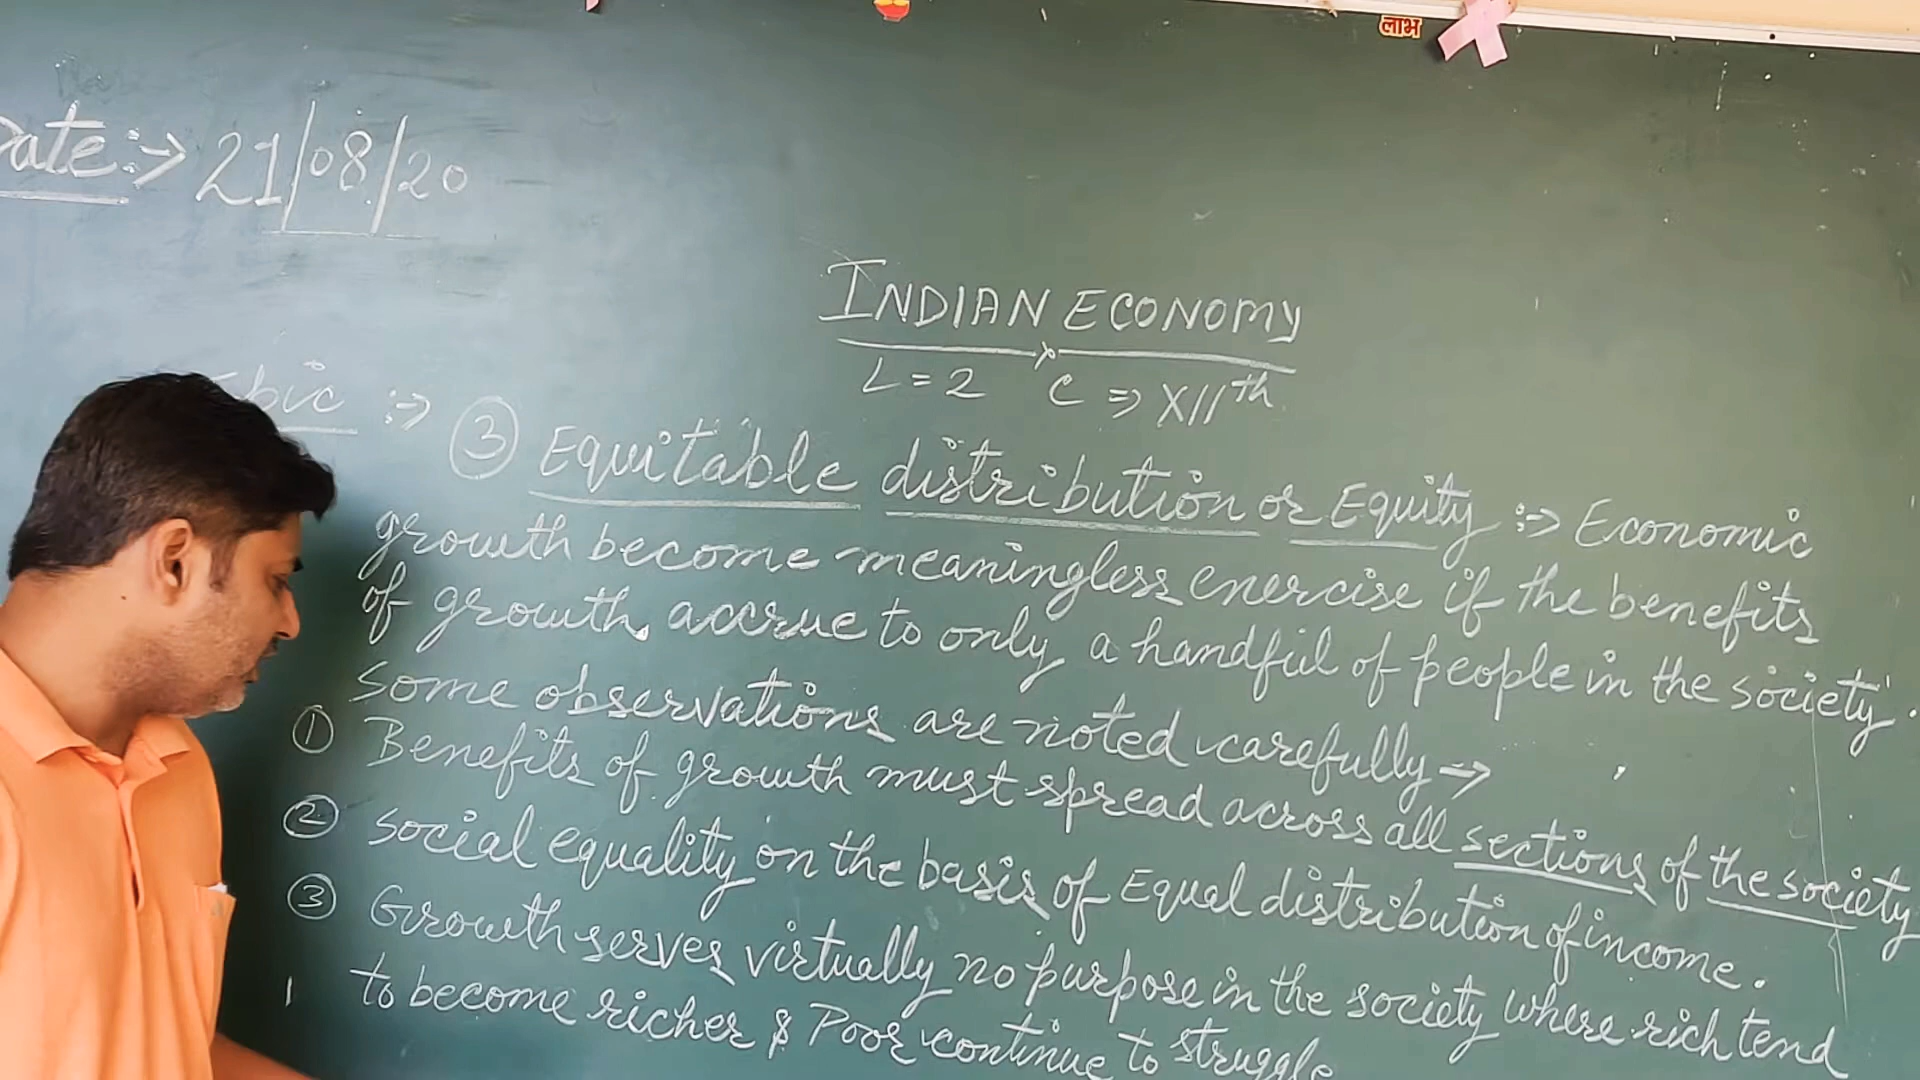 लाभ
ate :-> 21/08/20
INDIAN ECONOMY
L = 2 C => XIIth
bic :->
③ Equitable distribution or Equity :-> Economic
growth become meaningless enercise if the benefits
of growth accrue to only a handful of people in the society.
some observations are noted carefully ->
① Benefits of growth must spread across all sections of the society
② Social equality on the basis of Equal distribution of income.
③ Growth serves virtually no purpose in the society where rich tend
to become richer & Poor continue to struggle